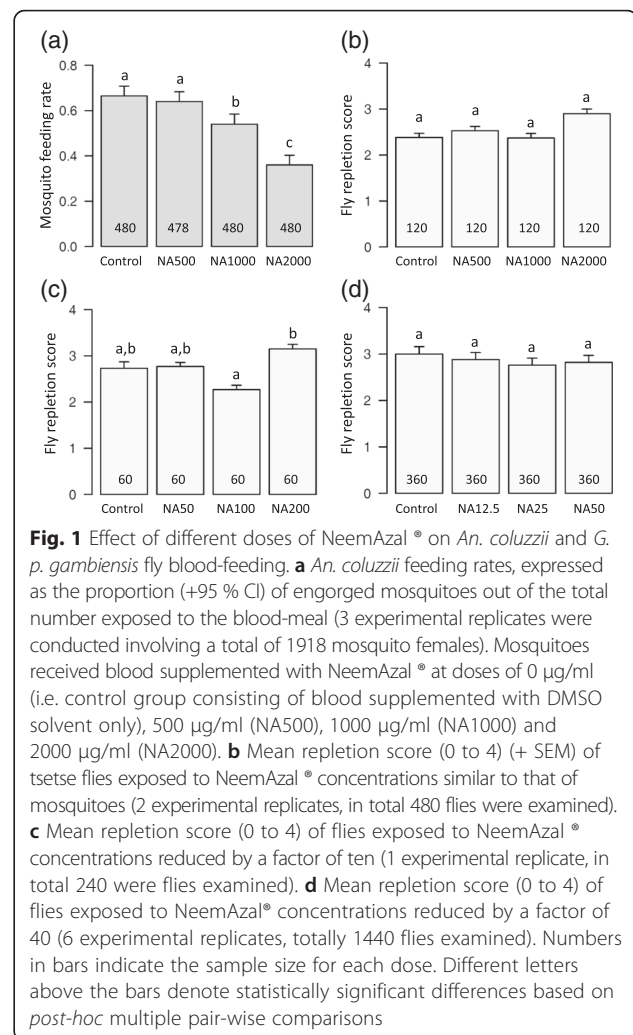 (a)
Mosquito feeding rate
0.8
0.6
0.4
0.2
0.0
a
a
b
c
480
478
480
480
Control
NA500
NA1000
NA2000
(b)
Fly repletion score
4
3
2
1
0
a
a
a
a
120
120
120
120
Control
NA500
NA1000
NA2000
(c)
Fly repletion score
4
3
2
1
0
a,b
a,b
a
b
60
60
60
60
Control
NA50
NA100
NA200
(d)
Fly repletion score
4
3
2
1
0
a
a
a
a
360
360
360
360
Control
NA12.5
NA25
NA50
Fig. 1 Effect of different doses of NeemAzal ® on An. coluzzii and G.
p. gambiensis fly blood-feeding. a An. coluzzii feeding rates, expressed
as the proportion (+95 % CI) of engorged mosquitoes out of the total
number exposed to the blood-meal (3 experimental replicates were
conducted involving a total of 1918 mosquito females). Mosquitoes
received blood supplemented with NeemAzal ® at doses of 0 μg/ml
(i.e. control group consisting of blood supplemented with DMSO
solvent only), 500 μg/ml (NA500), 1000 μg/ml (NA1000) and
2000 μg/ml (NA2000). b Mean repletion score (0 to 4) (+ SEM) of
tsetse flies exposed to NeemAzal ® concentrations similar to that of
mosquitoes (2 experimental replicates, in total 480 flies were examined).
c Mean repletion score (0 to 4) of flies exposed to NeemAzal ®
concentrations reduced by a factor of ten (1 experimental replicate, in
total 240 were flies examined). d Mean repletion score (0 to 4) of
flies exposed to NeemAzal® concentrations reduced by a factor of
40 (6 experimental replicates, totally 1440 flies examined). Numbers
in bars indicate the sample size for each dose. Different letters
above the bars denote statistically significant differences based on
post-hoc multiple pair-wise comparisons